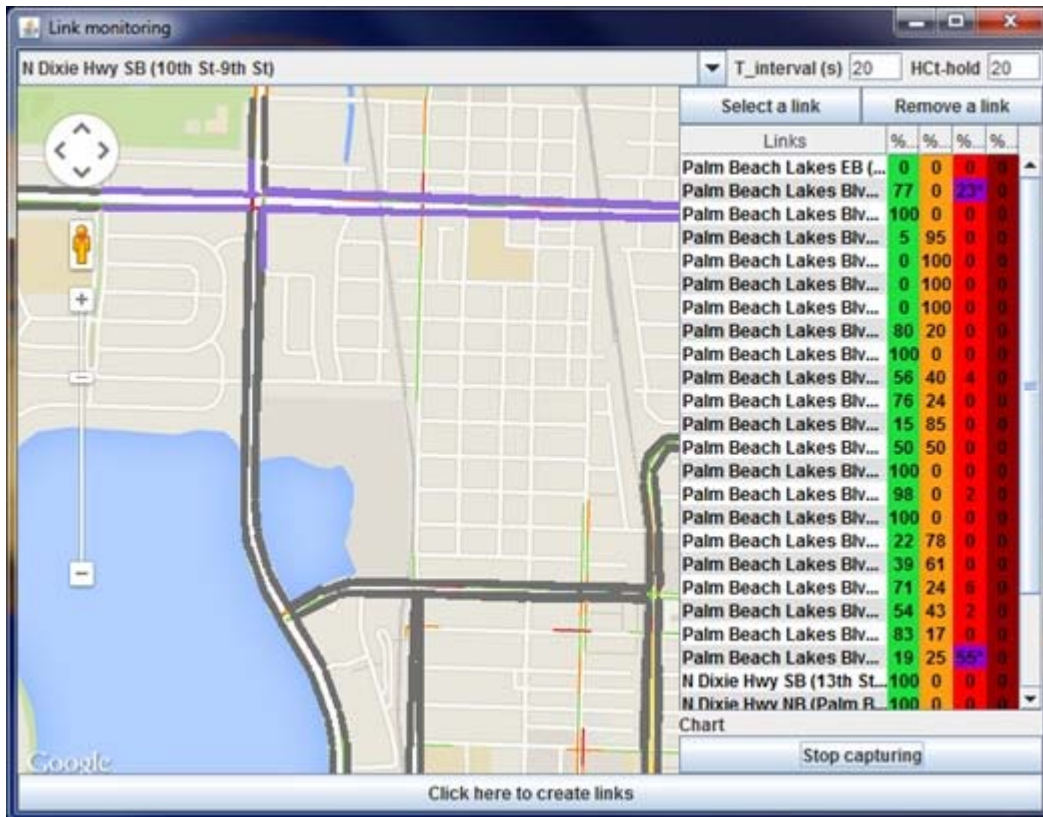 Link monitoring
N Dixie Hwy SB (10th St-9th St) T_interval (s) 20 HCt-hold 20
Select a link Remove a link
Links %... %... %... %...
Palm Beach Lakes EB (... 0 0 0 0
Palm Beach Lakes Blv... 77 0 23* 0
Palm Beach Lakes Blv... 100 0 0 0
Palm Beach Lakes Blv... 5 95 0 0
Palm Beach Lakes Blv... 0 100 0 0
Palm Beach Lakes Blv... 0 100 0 0
Palm Beach Lakes Blv... 0 100 0 0
Palm Beach Lakes Blv... 80 20 0 0
Palm Beach Lakes Blv... 100 0 0 0
Palm Beach Lakes Blv... 56 40 4 0
Palm Beach Lakes Blv... 76 24 0 0
Palm Beach Lakes Blv... 15 85 0 0
Palm Beach Lakes Blv... 50 50 0 0
Palm Beach Lakes Blv... 100 0 0 0
Palm Beach Lakes Blv... 98 0 2 0
Palm Beach Lakes Blv... 100 0 0 0
Palm Beach Lakes Blv... 22 78 0 0
Palm Beach Lakes Blv... 39 61 0 0
Palm Beach Lakes Blv... 71 24 6 0
Palm Beach Lakes Blv... 54 43 2 0
Palm Beach Lakes Blv... 83 17 0 0
Palm Beach Lakes Blv... 19 25 55* 0
N Dixie Hwy SB (13th St... 100 0 0 0
N Dixie Hwy NB (Palm B... 100 0 0 0
Chart
Stop capturing
Google
Click here to create links